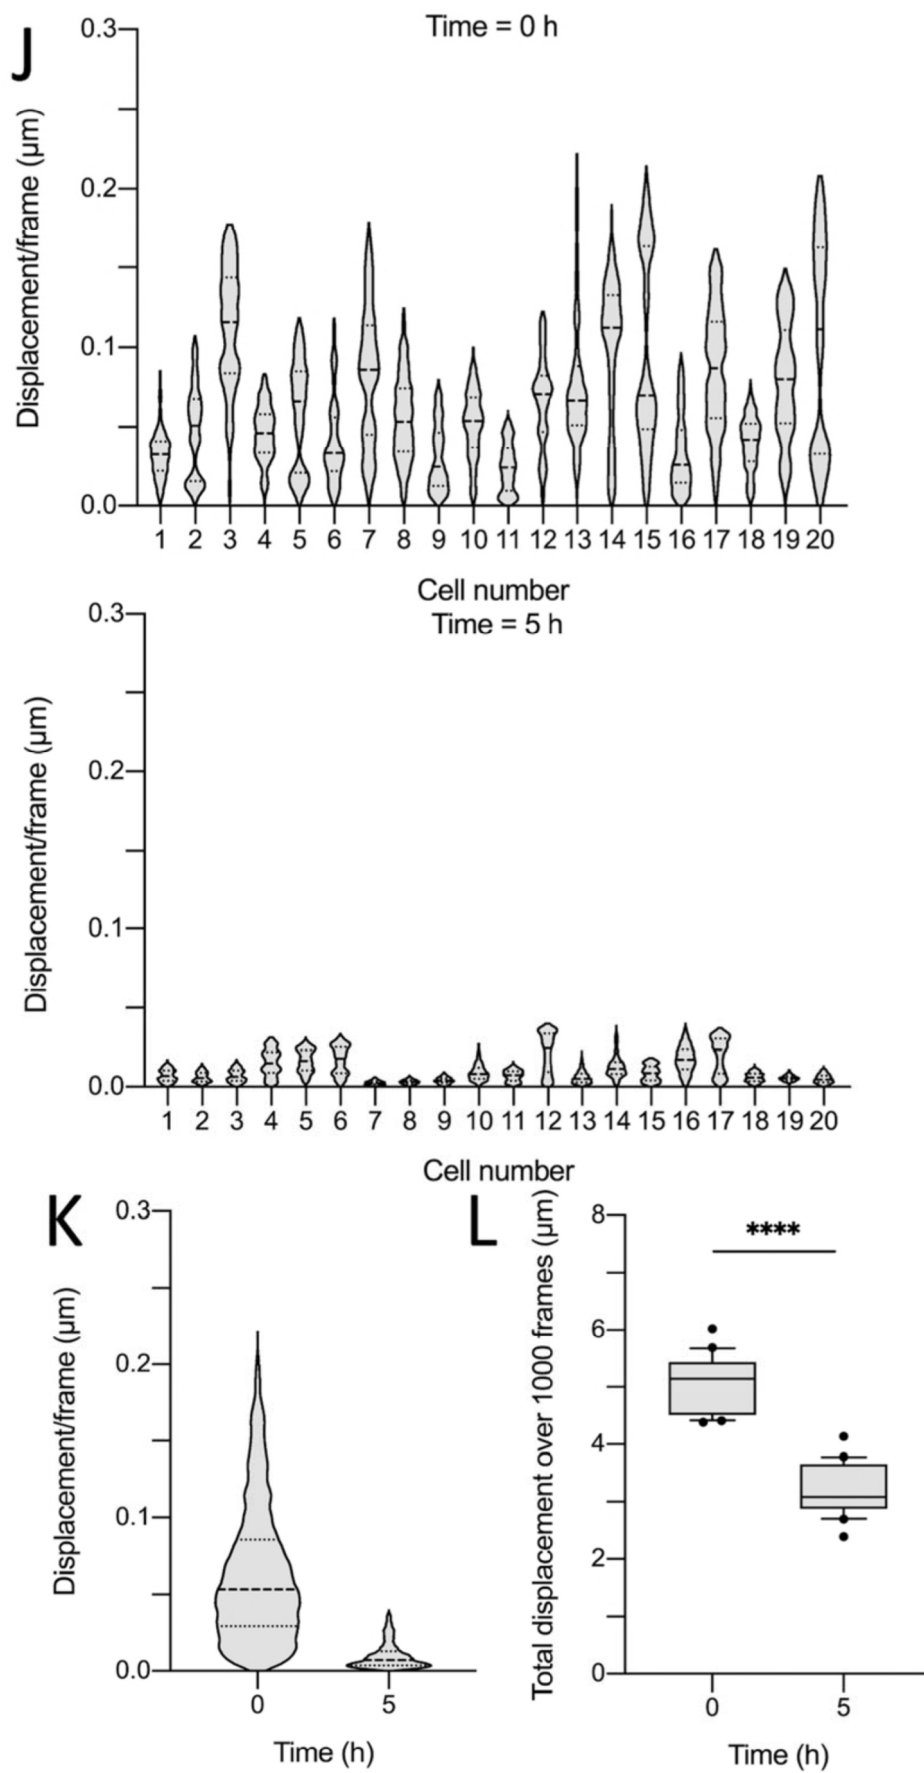 J
Time = 0 h
Displacement/frame (μm)
0.3
0.2
0.1
0.0
1 2 3 4 5 6 7 8 9 10 11 12 13 14 15 16 17 18 19 20
Cell number
Time = 5 h
Displacement/frame (μm)
0.3
0.2
0.1
0.0
1 2 3 4 5 6 7 8 9 10 11 12 13 14 15 16 17 18 19 20
Cell number
K
Displacement/frame (μm)
0.3
0.2
0.1
0.0
0 5
Time (h)
L
Total displacement over 1000 frames (μm)
8
6
4
2
0
****
0 5
Time (h)